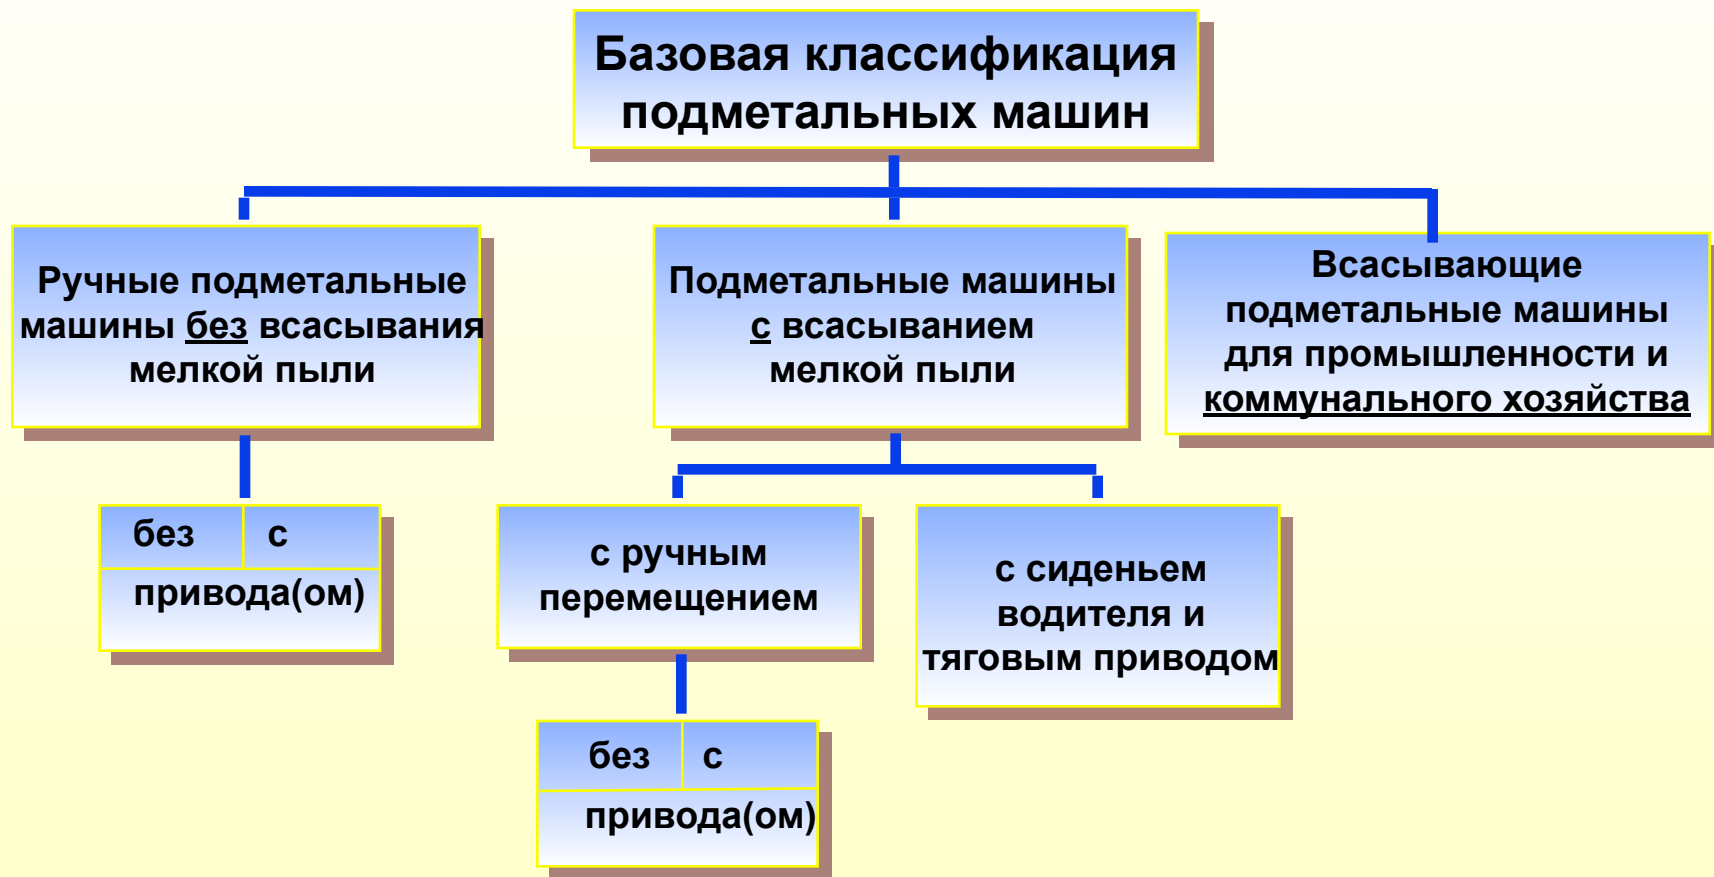 Базовая классификация
подметальных машин
Ручные подметальные
машины без всасывания
мелкой пыли
Подметальные машины
с всасыванием
мелкой пыли
Всасывающие
подметальные машины
для промышленности и
коммунального хозяйства
без с
привода(ом)
с ручным
перемещением
с сиденьем
водителя и
тяговым приводом
без с
привода(ом)